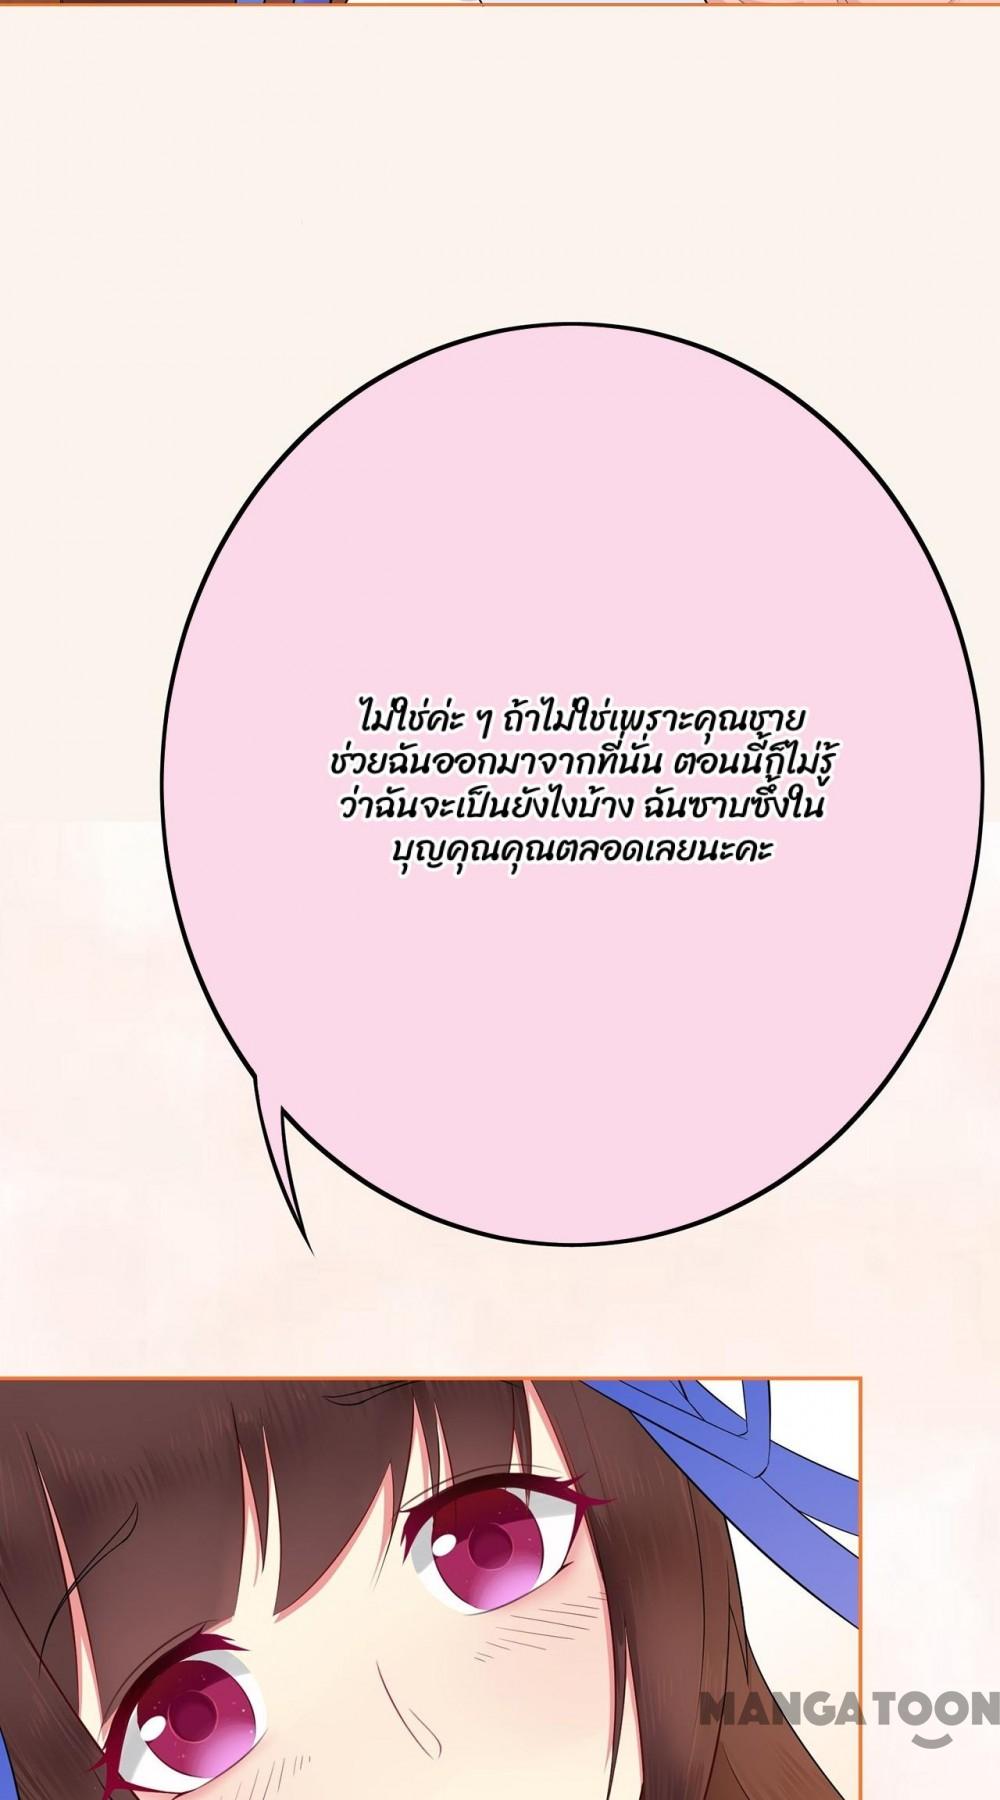 ไม่ใช่ค่ะ ๆ ถ้าไม่ใช่เพราะคุณชาย
ช่วยฉันออกมาจากที่นั่น ตอนนี้ก็ไม่รู้
ว่าฉันจะเป็นยังไงบ้าง ฉันซาบซึ้งใน
บุญคุณคุณตลอดเลยนะคะ
MANGATOON